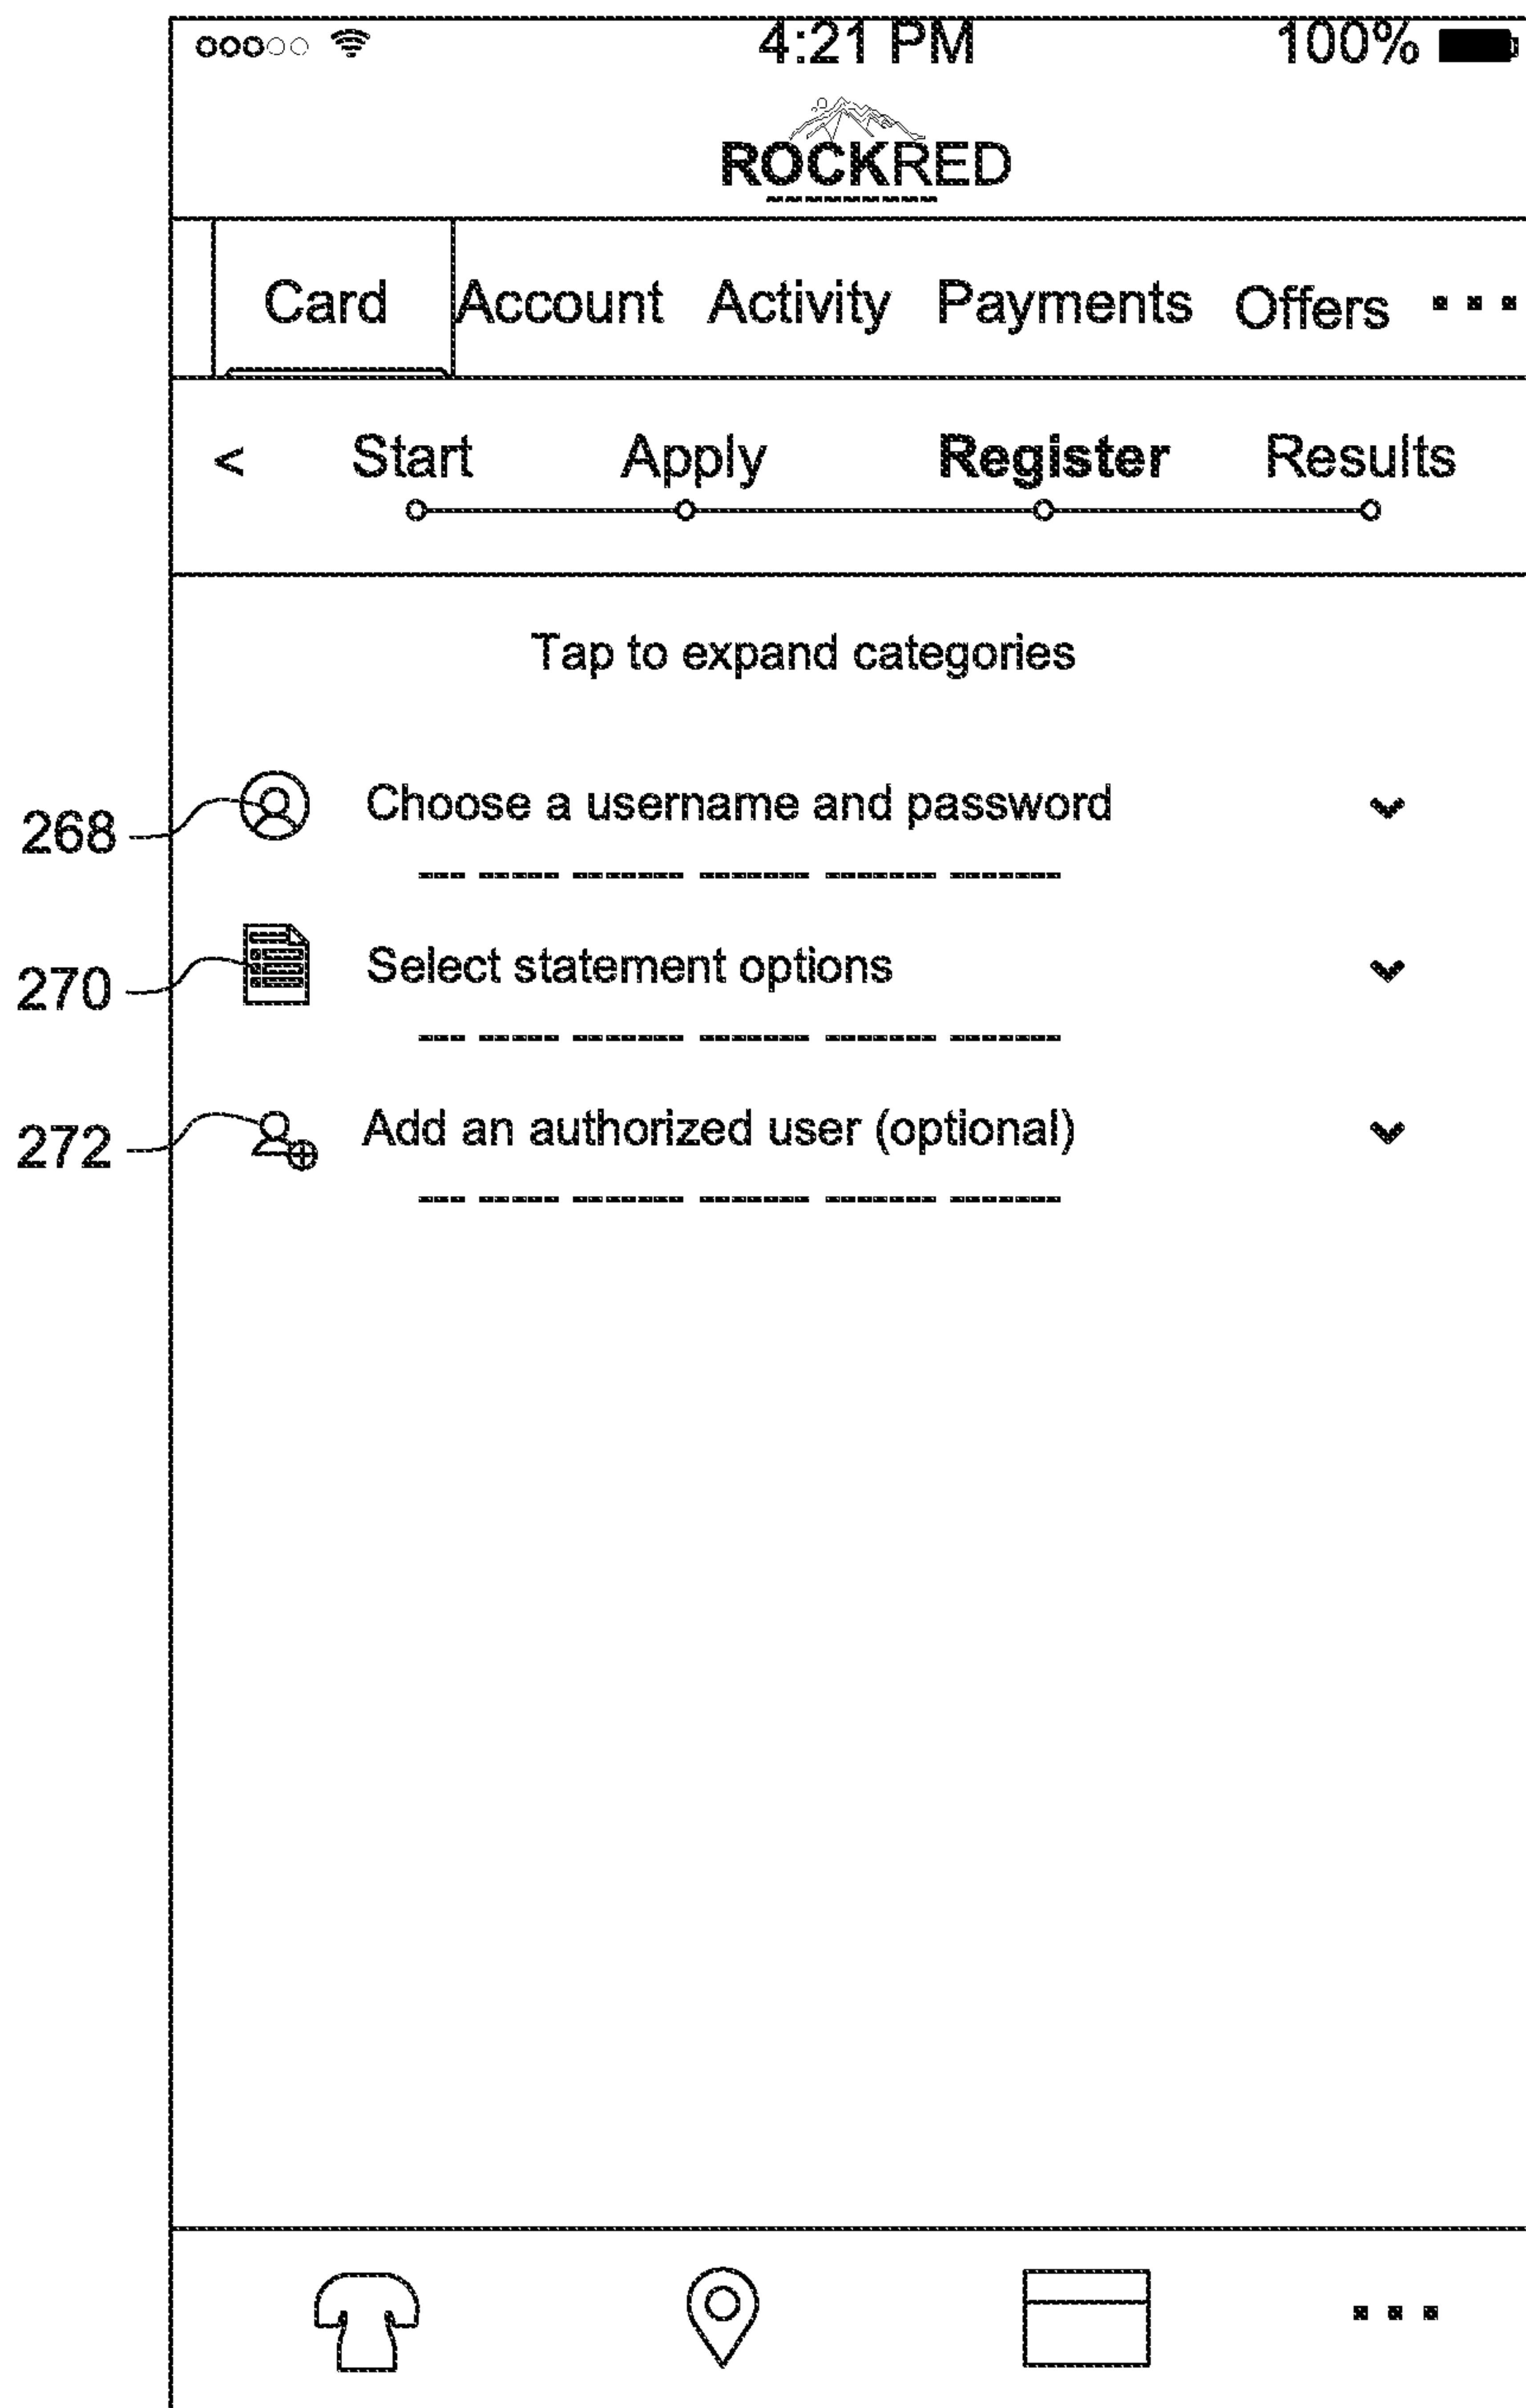 4:21 PM 100%
ROCKRED
Card Account Activity Payments Offers
< Start Apply Register Results
Tap to expand categories
268 Choose a username and password
270 Select statement options
272 Add an authorized user (optional)